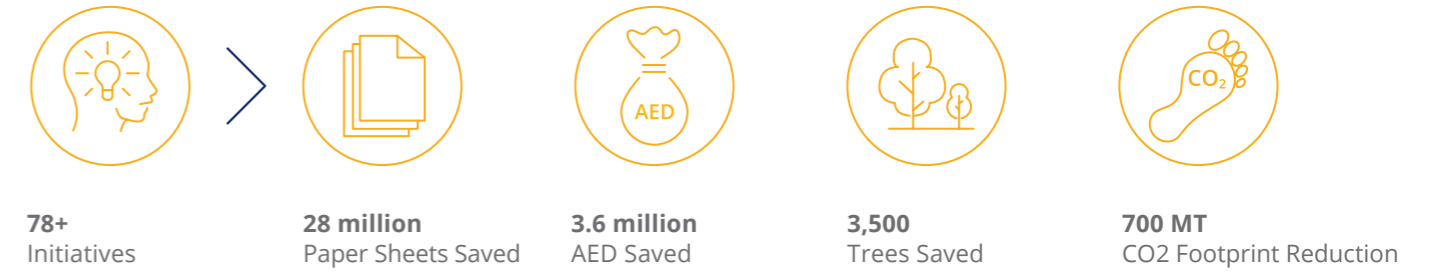 AED
CO₂
78+
Initiatives
28 million
Paper Sheets Saved
3.6 million
AED Saved
3,500
Trees Saved
700 MT
CO2 Footprint Reduction